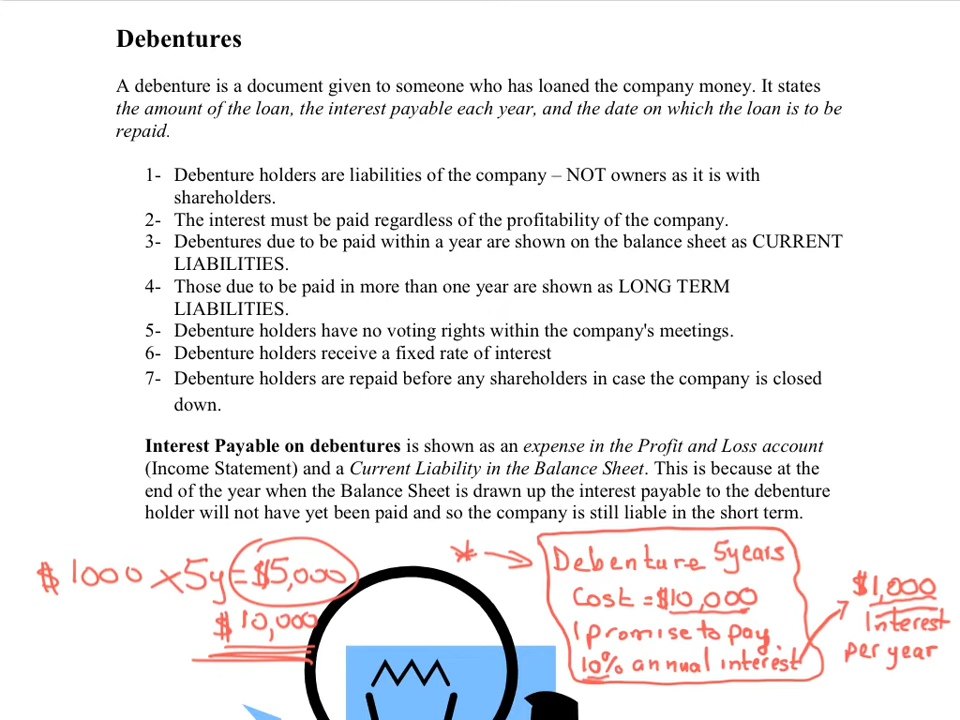 Debentures
A debenture is a document given to someone who has loaned the company money. It states
the amount of the loan, the interest payable each year, and the date on which the loan is to be
repaid.
1- Debenture holders are liabilities of the company – NOT owners as it is with
shareholders.
2- The interest must be paid regardless of the profitability of the company.
3- Debentures due to be paid within a year are shown on the balance sheet as CURRENT
LIABILITIES.
4- Those due to be paid in more than one year are shown as LONG TERM
LIABILITIES.
5- Debenture holders have no voting rights within the company's meetings.
6- Debenture holders receive a fixed rate of interest
7- Debenture holders are repaid before any shareholders in case the company is closed
down.
Interest Payable on debentures is shown as an expense in the Profit and Loss account
(Income Statement) and a Current Liability in the Balance Sheet. This is because at the
end of the year when the Balance Sheet is drawn up the interest payable to the debenture
holder will not have yet been paid and so the company is still liable in the short term.
$1000 x 5y = $5,000
$10,000
* → Debenture 5years
Cost = $10,000
I promise to pay
10% annual interest
$1,000
Interest
per year